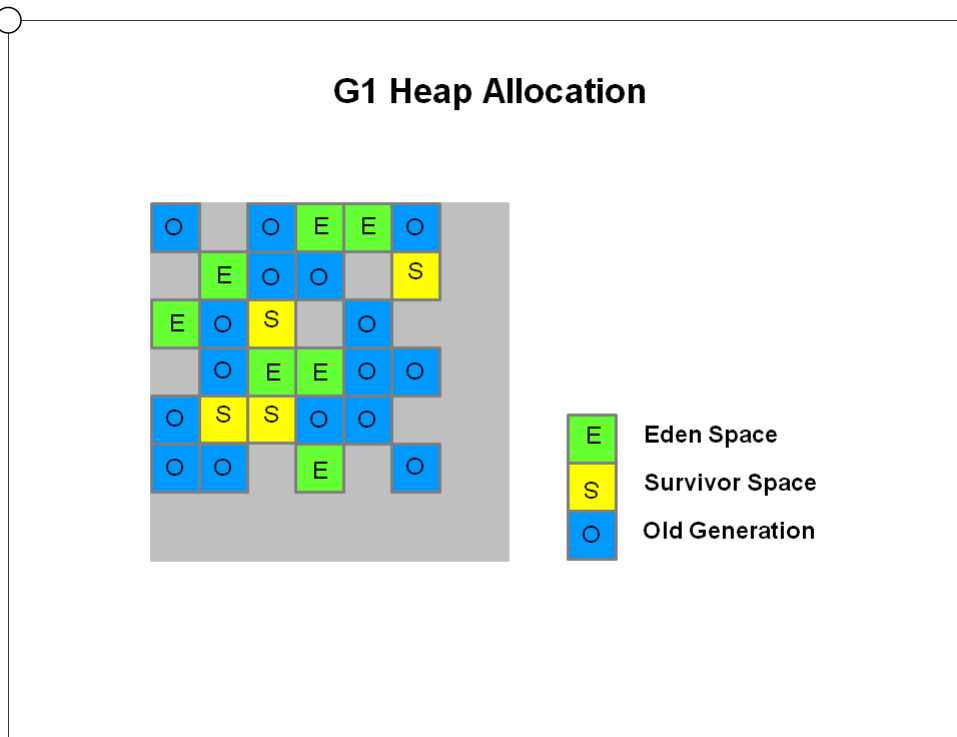 G1 Heap Allocation
O O E E O
E O O S
E O S O
O E E O O
O S S O O
O O E O
E Eden Space
S Survivor Space
O Old Generation